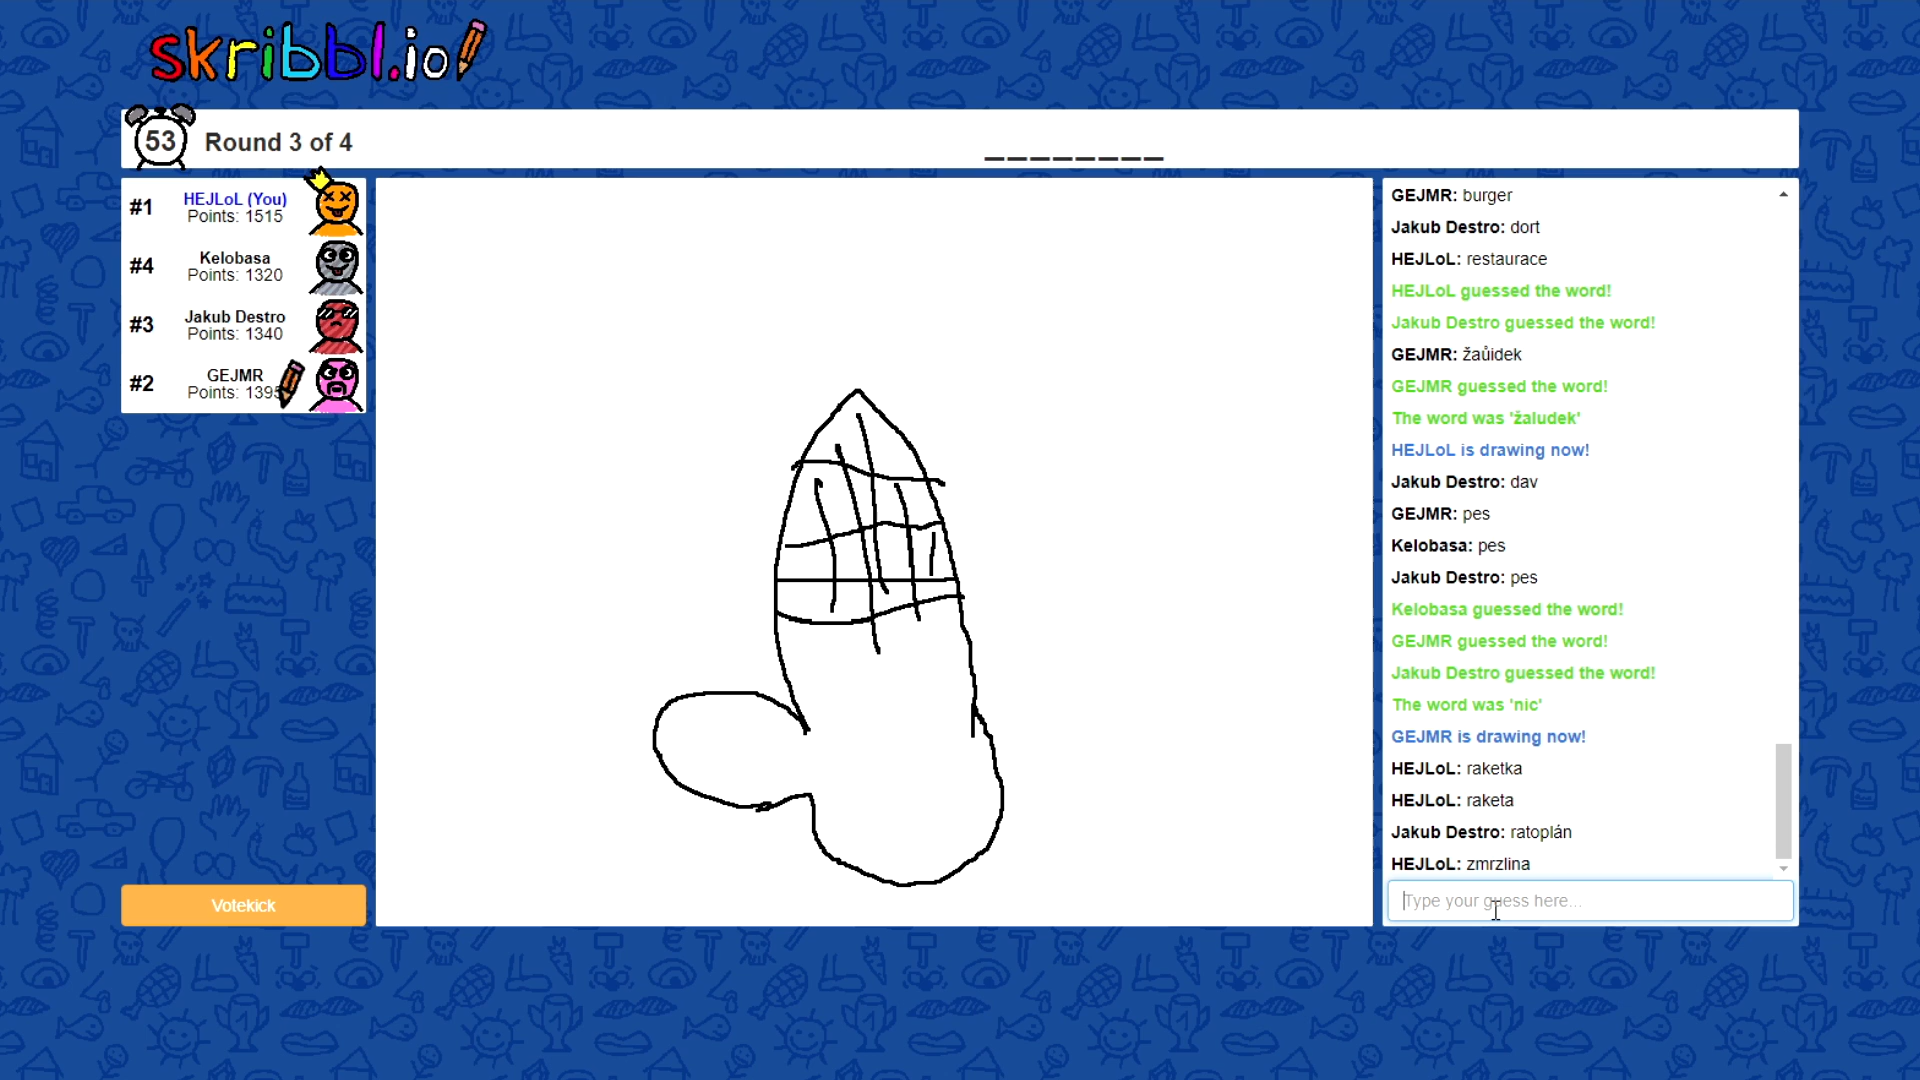 skribbl.io
53
Round 3 of 4
________
#1
HEJLoL (You)
Points: 1515
#4
Kelobasa
Points: 1320
#3
Jakub Destro
Points: 1340
#2
GEJMR
Points: 1395
Votekick
GEJMR: burger
Jakub Destro: dort
HEJLoL: restaurace
HEJLoL guessed the word!
Jakub Destro guessed the word!
GEJMR: žaůidek
GEJMR guessed the word!
The word was 'žaludek'
HEJLoL is drawing now!
Jakub Destro: dav
GEJMR: pes
Kelobasa: pes
Jakub Destro: pes
Kelobasa guessed the word!
GEJMR guessed the word!
Jakub Destro guessed the word!
The word was 'nic'
GEJMR is drawing now!
HEJLoL: raketka
HEJLoL: raketa
Jakub Destro: ratoplán
HEJLoL: zmrzlina
Type your guess here...